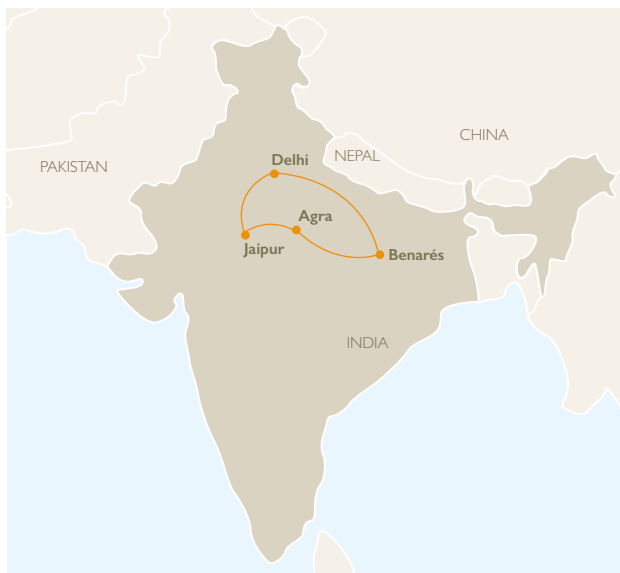 CHINA
NEPAL
Delhi
PAKISTAN
Agra
Jaipur
Benarés
INDIA